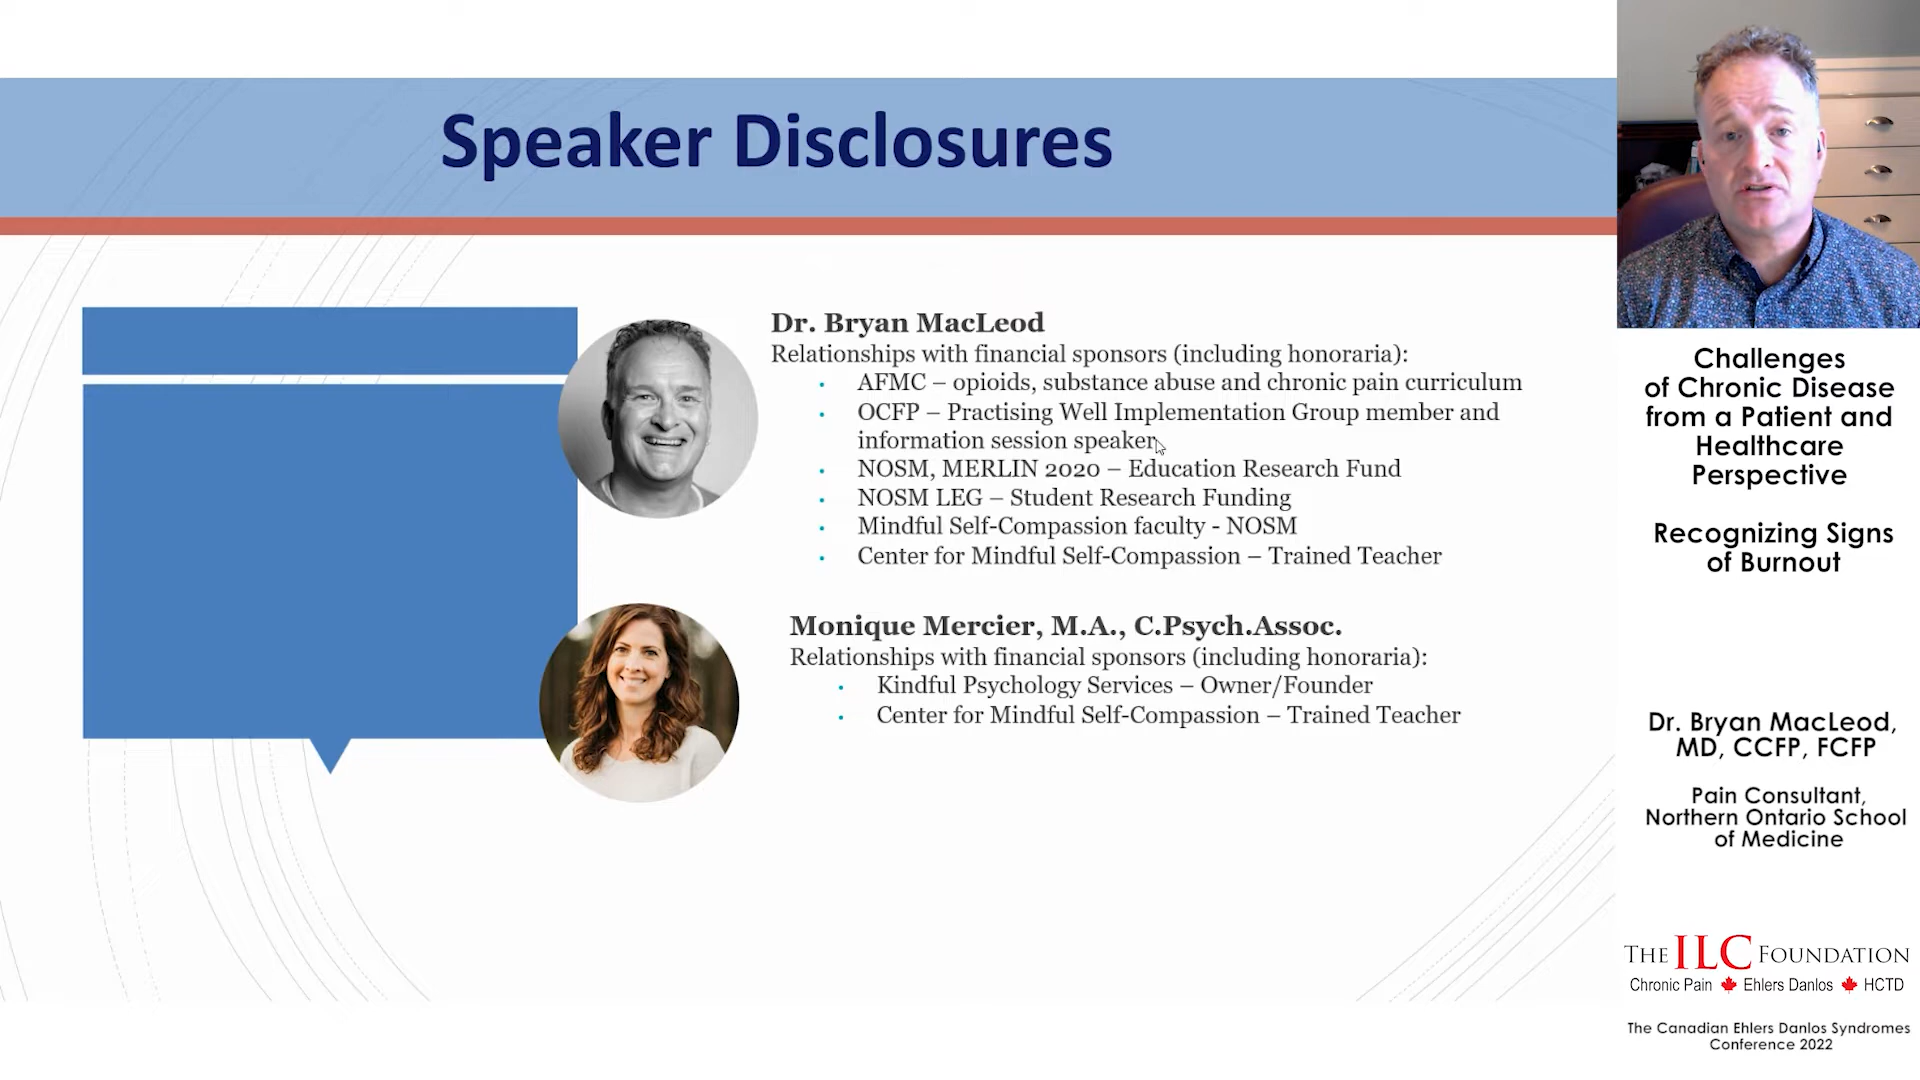 Speaker Disclosures
Dr. Bryan MacLeod
Relationships with financial sponsors (including honoraria):
• AFMC – opioids, substance abuse and chronic pain curriculum
• OCFP – Practising Well Implementation Group member and
information session speaker
• NOSM, MERLIN 2020 – Education Research Fund
• NOSM LEG – Student Research Funding
• Mindful Self-Compassion faculty - NOSM
• Center for Mindful Self-Compassion – Trained Teacher
Monique Mercier, M.A., C.Psych.Assoc.
Relationships with financial sponsors (including honoraria):
• Kindful Psychology Services – Owner/Founder
• Center for Mindful Self-Compassion – Trained Teacher
Challenges
of Chronic Disease
from a Patient and
Healthcare
Perspective
Recognizing Signs
of Burnout
Dr. Bryan MacLeod,
MD, CCFP, FCFP
Pain Consultant,
Northern Ontario School
of Medicine
THE ILC FOUNDATION
Chronic Pain Ehlers Danlos HCTD
The Canadian Ehlers Danlos Syndromes
Conference 2022